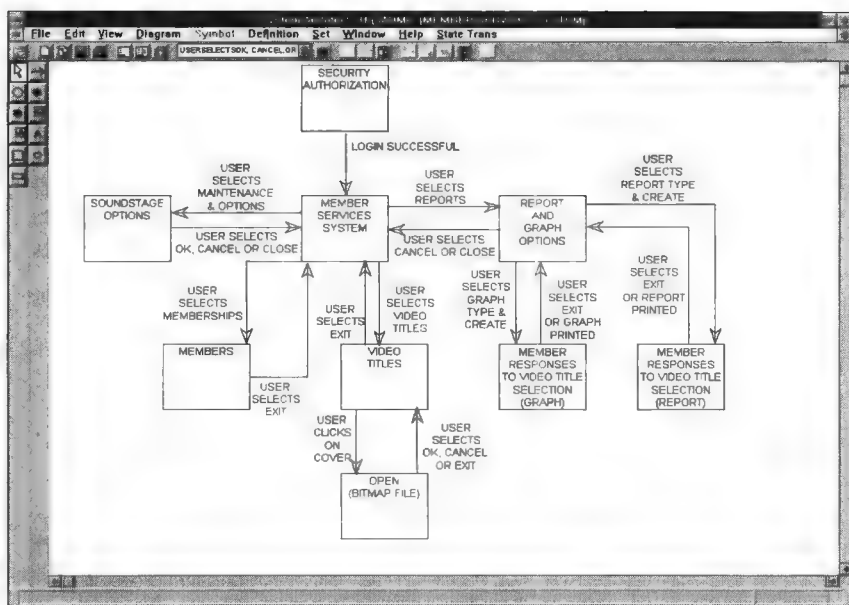 File Edit View Diagram Symbol Definition Set Window Help State Trans
USER SELECTS OK, CANCEL OR
SECURITY
AUTHORIZATION
LOGIN SUCCESSFUL
USER
SELECTS
MAINTENANCE
& OPTIONS
SOUNDSTAGE
OPTIONS
USER SELECTS
OK, CANCEL OR CLOSE
MEMBER
SERVICES
SYSTEM
USER
SELECTS
REPORTS
USER SELECTS
CANCEL OR CLOSE
REPORT
AND
GRAPH
OPTIONS
USER
SELECTS
REPORT TYPE
& CREATE
USER
SELECTS
MEMBERSHIPS
USER
SELECTS
EXIT
USER
SELECTS
VIDEO
TITLES
USER
SELECTS
GRAPH
TYPE &
CREATE
USER
SELECTS
EXIT
OR GRAPH
PRINTED
USER
SELECTS
EXIT
OR REPORT
PRINTED
MEMBERS
USER
SELECTS
EXIT
VIDEO
TITLES
MEMBER
RESPONSES
TO VIDEO TITLE
SELECTION
(GRAPH)
MEMBER
RESPONSES
TO VIDEO TITLE
SELECTION
(REPORT)
USER
CLICKS
ON
COVER
USER
SELECTS
OK, CANCEL
OR EXIT
OPEN
(BITMAP FILE)